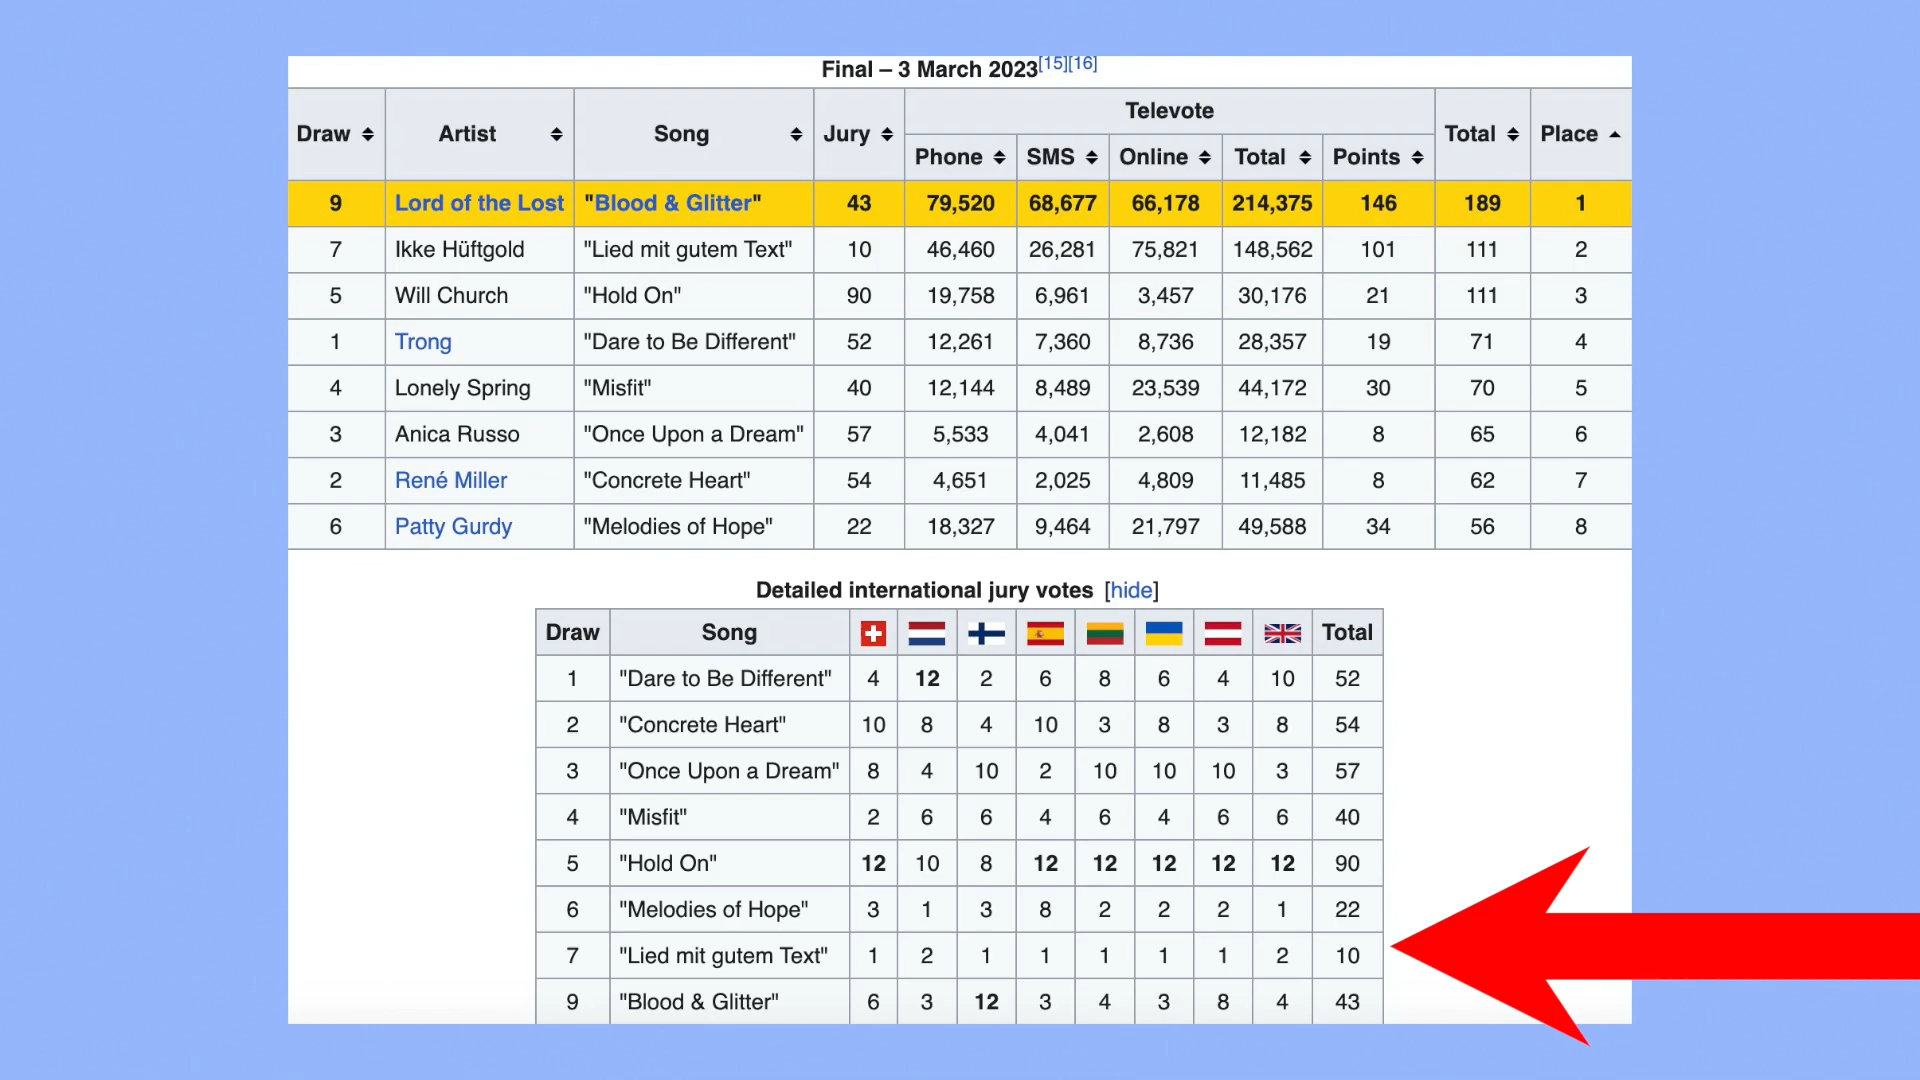 Final – 3 March 2023[15][16]
Draw Artist Song Jury Televote Total Place
Phone SMS Online Total Points
9 Lord of the Lost "Blood & Glitter" 43 79,520 68,677 66,178 214,375 146 189 1
7 Ikke Hüftgold "Lied mit gutem Text" 10 46,460 26,281 75,821 148,562 101 111 2
5 Will Church "Hold On" 90 19,758 6,961 3,457 30,176 21 111 3
1 Trong "Dare to Be Different" 52 12,261 7,360 8,736 28,357 19 71 4
4 Lonely Spring "Misfit" 40 12,144 8,489 23,539 44,172 30 70 5
3 Anica Russo "Once Upon a Dream" 57 5,533 4,041 2,608 12,182 8 65 6
2 René Miller "Concrete Heart" 54 4,651 2,025 4,809 11,485 8 62 7
6 Patty Gurdy "Melodies of Hope" 22 18,327 9,464 21,797 49,588 34 56 8
Detailed international jury votes [hide]
Draw Song Total
1 "Dare to Be Different" 4 12 2 6 8 6 4 10 52
2 "Concrete Heart" 10 8 4 10 3 8 3 8 54
3 "Once Upon a Dream" 8 4 10 2 10 10 10 3 57
4 "Misfit" 2 6 6 4 6 4 6 6 40
5 "Hold On" 12 10 8 12 12 12 12 12 90
6 "Melodies of Hope" 3 1 3 8 2 2 2 1 22
7 "Lied mit gutem Text" 1 2 1 1 1 1 1 2 10
9 "Blood & Glitter" 6 3 12 3 4 3 8 4 43